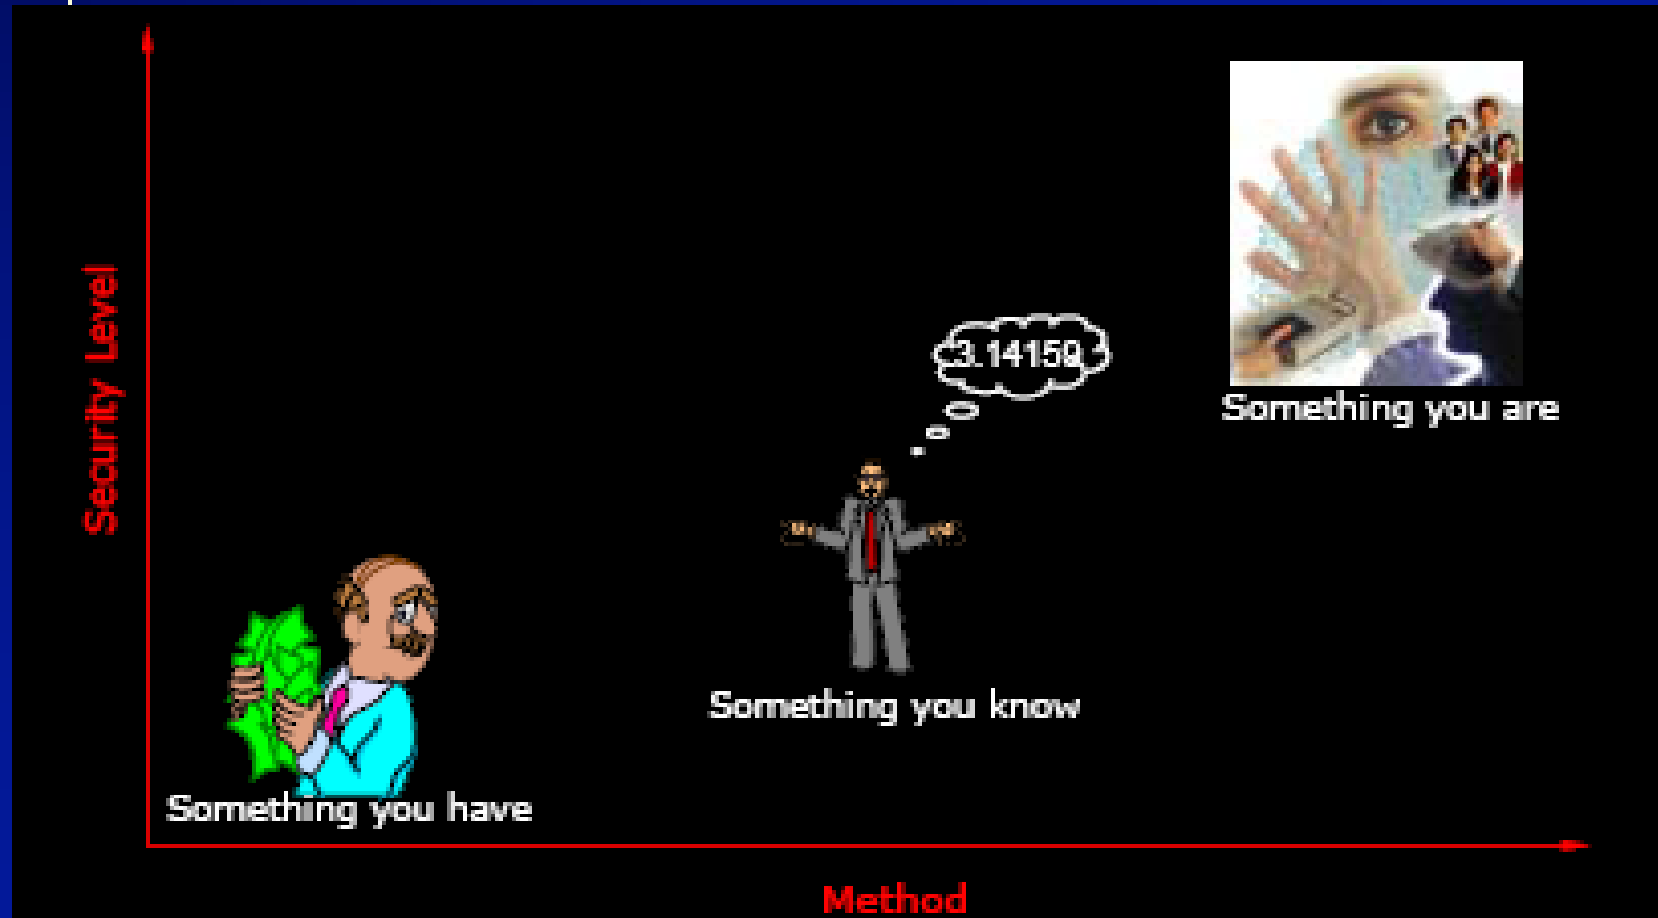 Security Level
3.14159
Something you are
Something you know
Something you have
Method